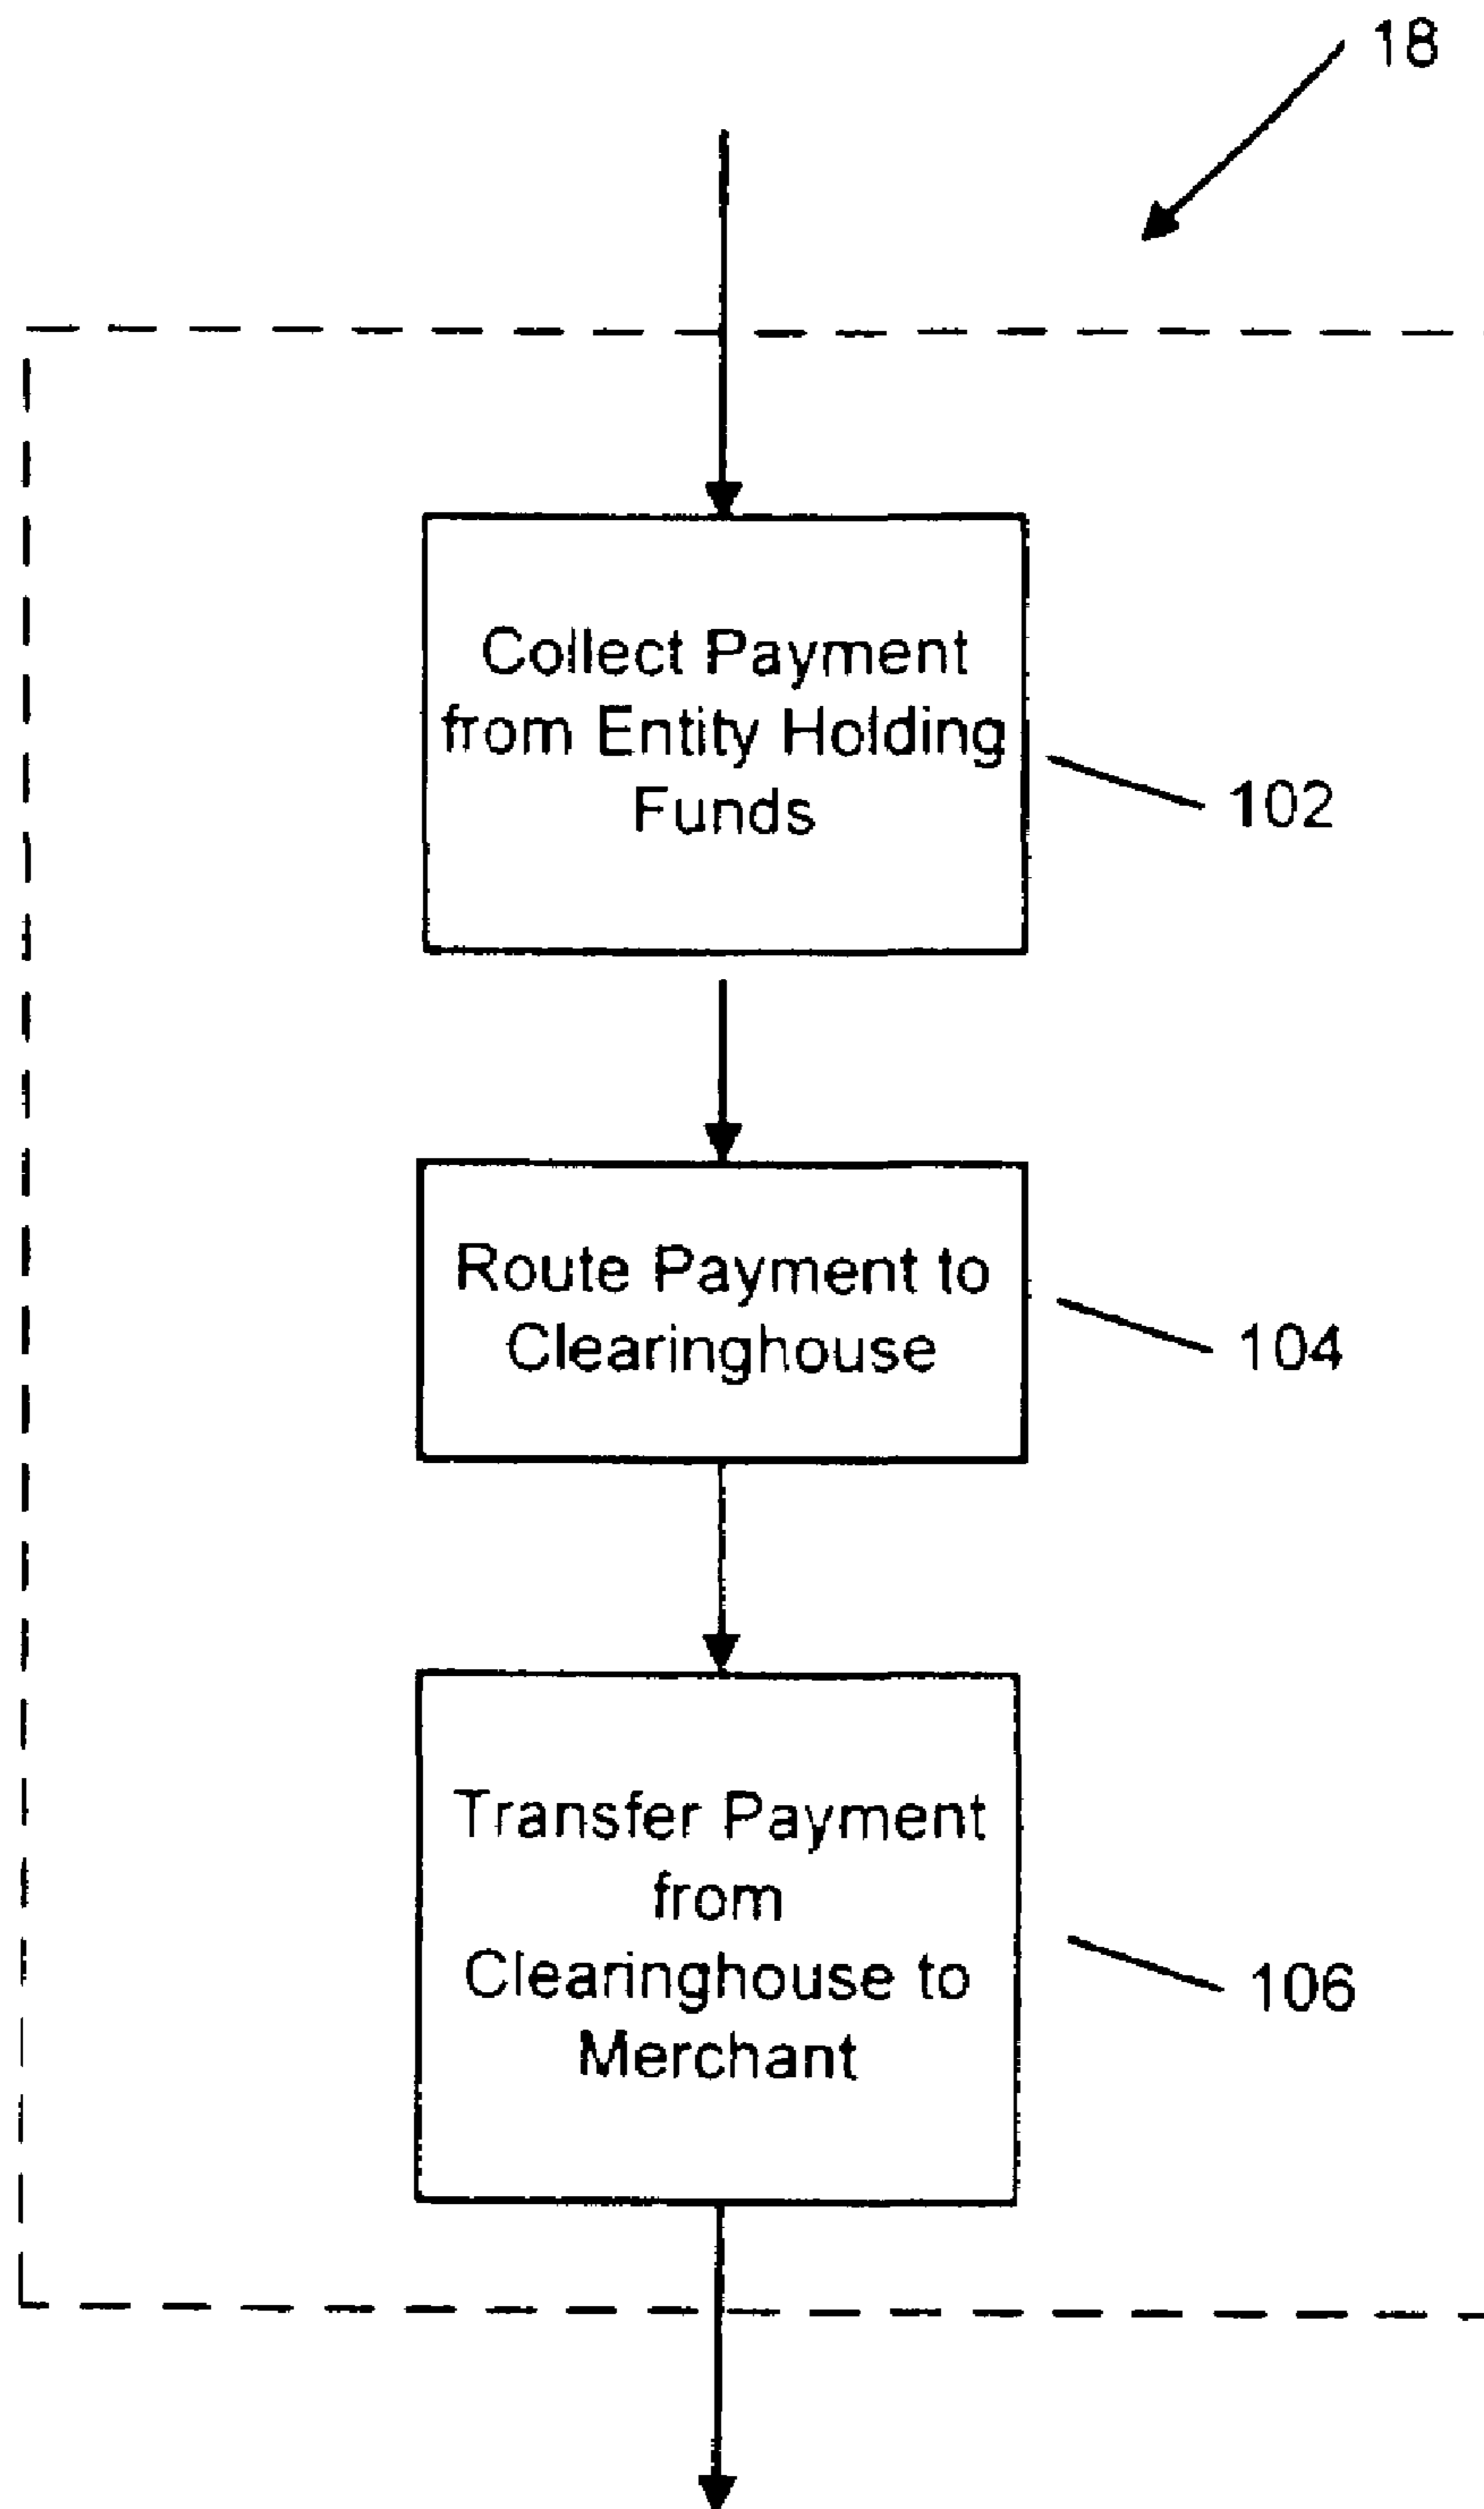 18
Collect Payment
from Entity Holding
Funds
102
Route Payment to
Clearinghouse
104
Transfer Payment
from
Clearinghouse to
Merchant
106